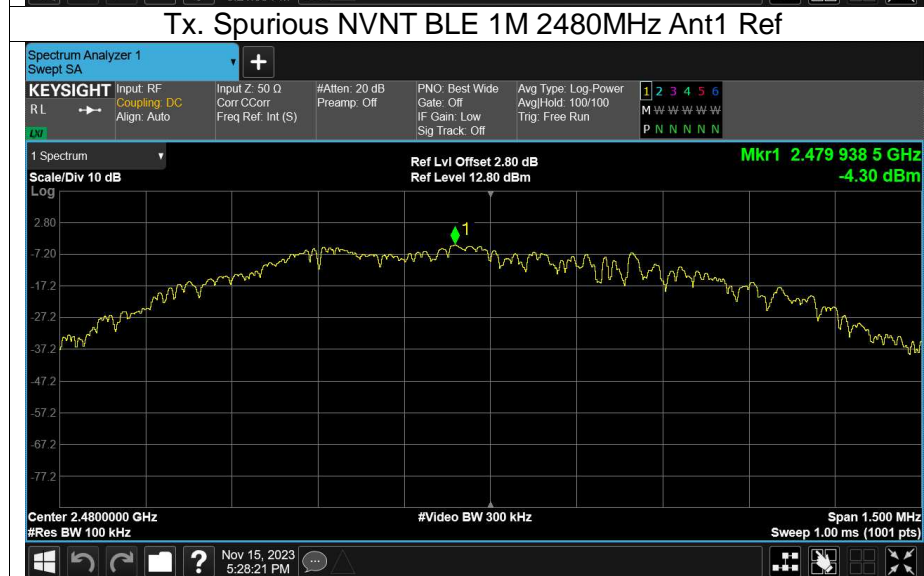 Tx. Spurious NVNT BLE 1M 2480MHz Ant1 Ref
Spectrum Analyzer 1
Swept SA
+
KEYSIGHT
R L
LXI
Input: RF
Coupling: DC
Align: Auto
Input Z: 50 Ω
Corr CCorr
Freq Ref: Int (S)
#Atten: 20 dB
Preamp: Off
PNO: Best Wide
Gate: Off
IF Gain: Low
Sig Track: Off
Avg Type: Log-Power
Avg|Hold: 100/100
Trig: Free Run
1 2 3 4 5 6
M W W W W W
P N N N N N
1 Spectrum
Scale/Div 10 dB
Ref Lvl Offset 2.80 dB
Ref Level 12.80 dBm
Mkr1 2.479 938 5 GHz
-4.30 dBm
Log
1
2.80
-7.20
-17.2
-27.2
-37.2
-47.2
-57.2
-67.2
-77.2
Center 2.4800000 GHz
#Video BW 300 kHz
Span 1.500 MHz
#Res BW 100 kHz
Sweep 1.00 ms (1001 pts)
?
Nov 15, 2023
5:28:21 PM